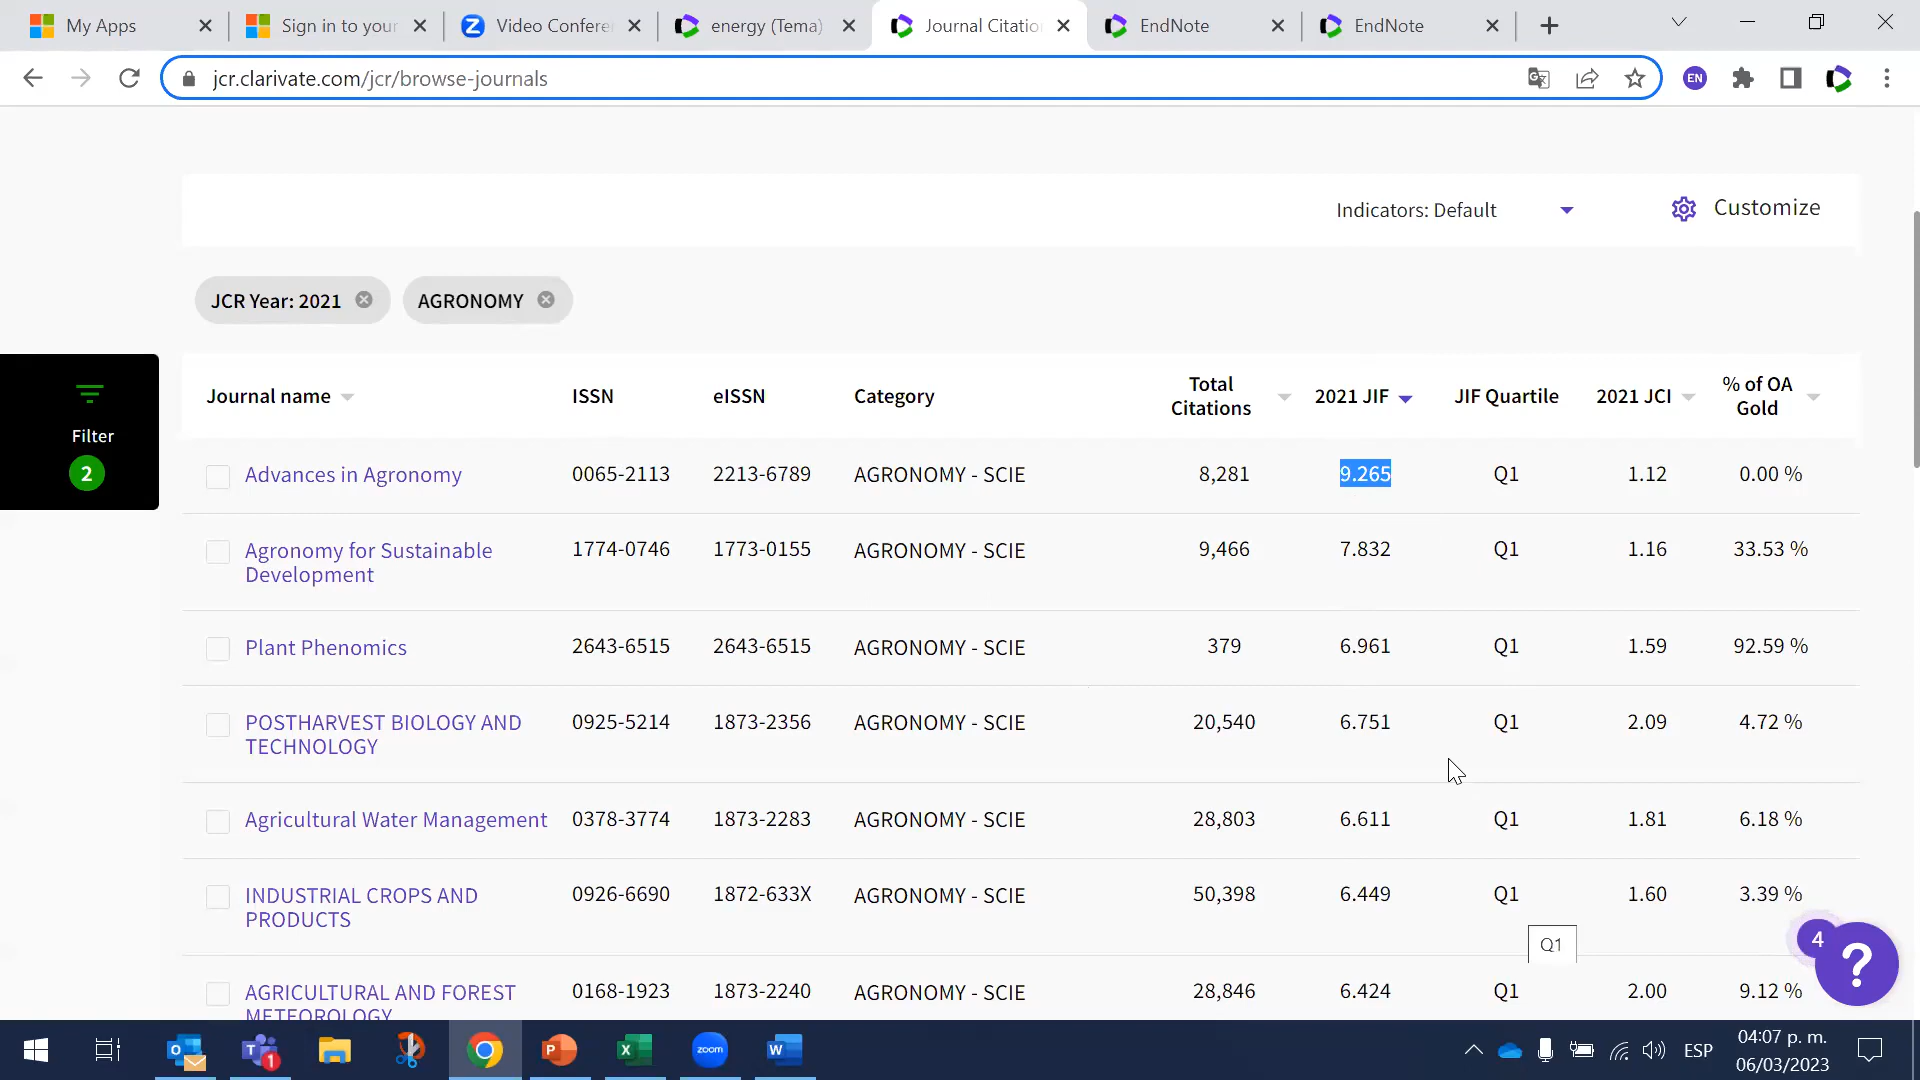 My Apps
Sign in to your
Video Confere
energy (Tema)
Journal Citatio
EndNote
EndNote
jcr.clarivate.com/jcr/browse-journals
EN
Indicators: Default
Customize
JCR Year: 2021
AGRONOMY
Filter
2
Journal name ISSN eISSN Category Total Citations 2021 JIF JIF Quartile 2021 JCI % of OA Gold
Advances in Agronomy 0065-2113 2213-6789 AGRONOMY - SCIE 8,281 9.265 Q1 1.12 0.00 %
Agronomy for Sustainable 1774-0746 1773-0155 AGRONOMY - SCIE 9,466 7.832 Q1 1.16 33.53 %
Development
Plant Phenomics 2643-6515 2643-6515 AGRONOMY - SCIE 379 6.961 Q1 1.59 92.59 %
POSTHARVEST BIOLOGY AND 0925-5214 1873-2356 AGRONOMY - SCIE 20,540 6.751 Q1 2.09 4.72 %
TECHNOLOGY
Agricultural Water Management 0378-3774 1873-2283 AGRONOMY - SCIE 28,803 6.611 Q1 1.81 6.18 %
INDUSTRIAL CROPS AND 0926-6690 1872-633X AGRONOMY - SCIE 50,398 6.449 Q1 1.60 3.39 %
PRODUCTS
Q1
4
?
AGRICULTURAL AND FOREST 0168-1923 1873-2240 AGRONOMY - SCIE 28,846 6.424 Q1 2.00 9.12 %
METEOROLOGY
1
zoom
ESP
04:07 p. m.
06/03/2023